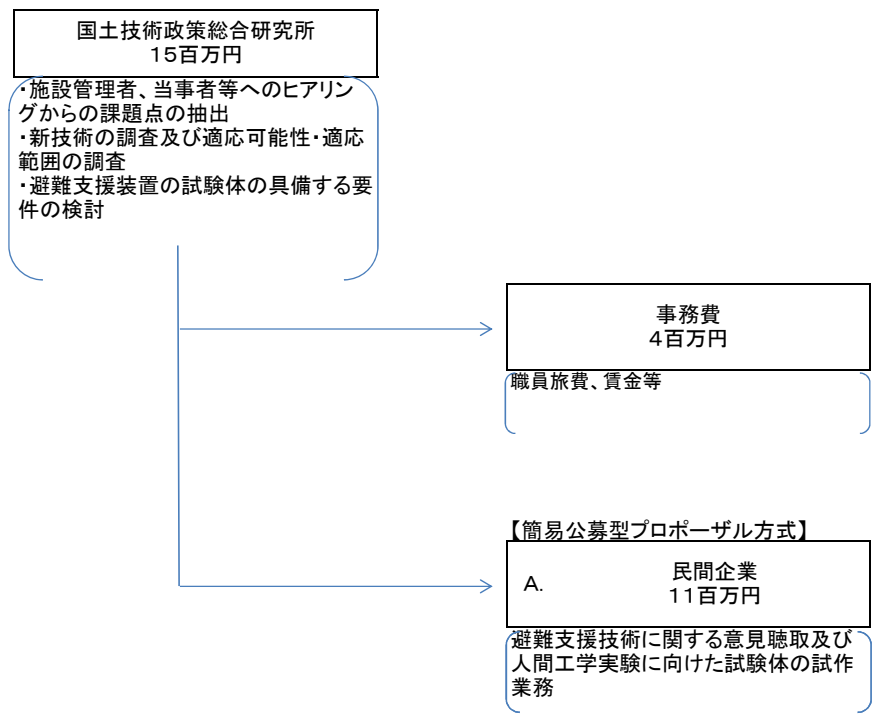 国土技術政策総合研究所
15百万円
・施設管理者、当事者等へのヒアリン
グからの課題点の抽出
・新技術の調査及び適応可能性・適応
範囲の調査
・避難支援装置の試験体の具備する要
件の検討
事務費
4百万円
職員旅費、賃金等
【簡易公募型プロポーザル方式】
A. 民間企業
11百万円
避難支援技術に関する意見聴取及び
人間工学実験に向けた試験体の試作
業務